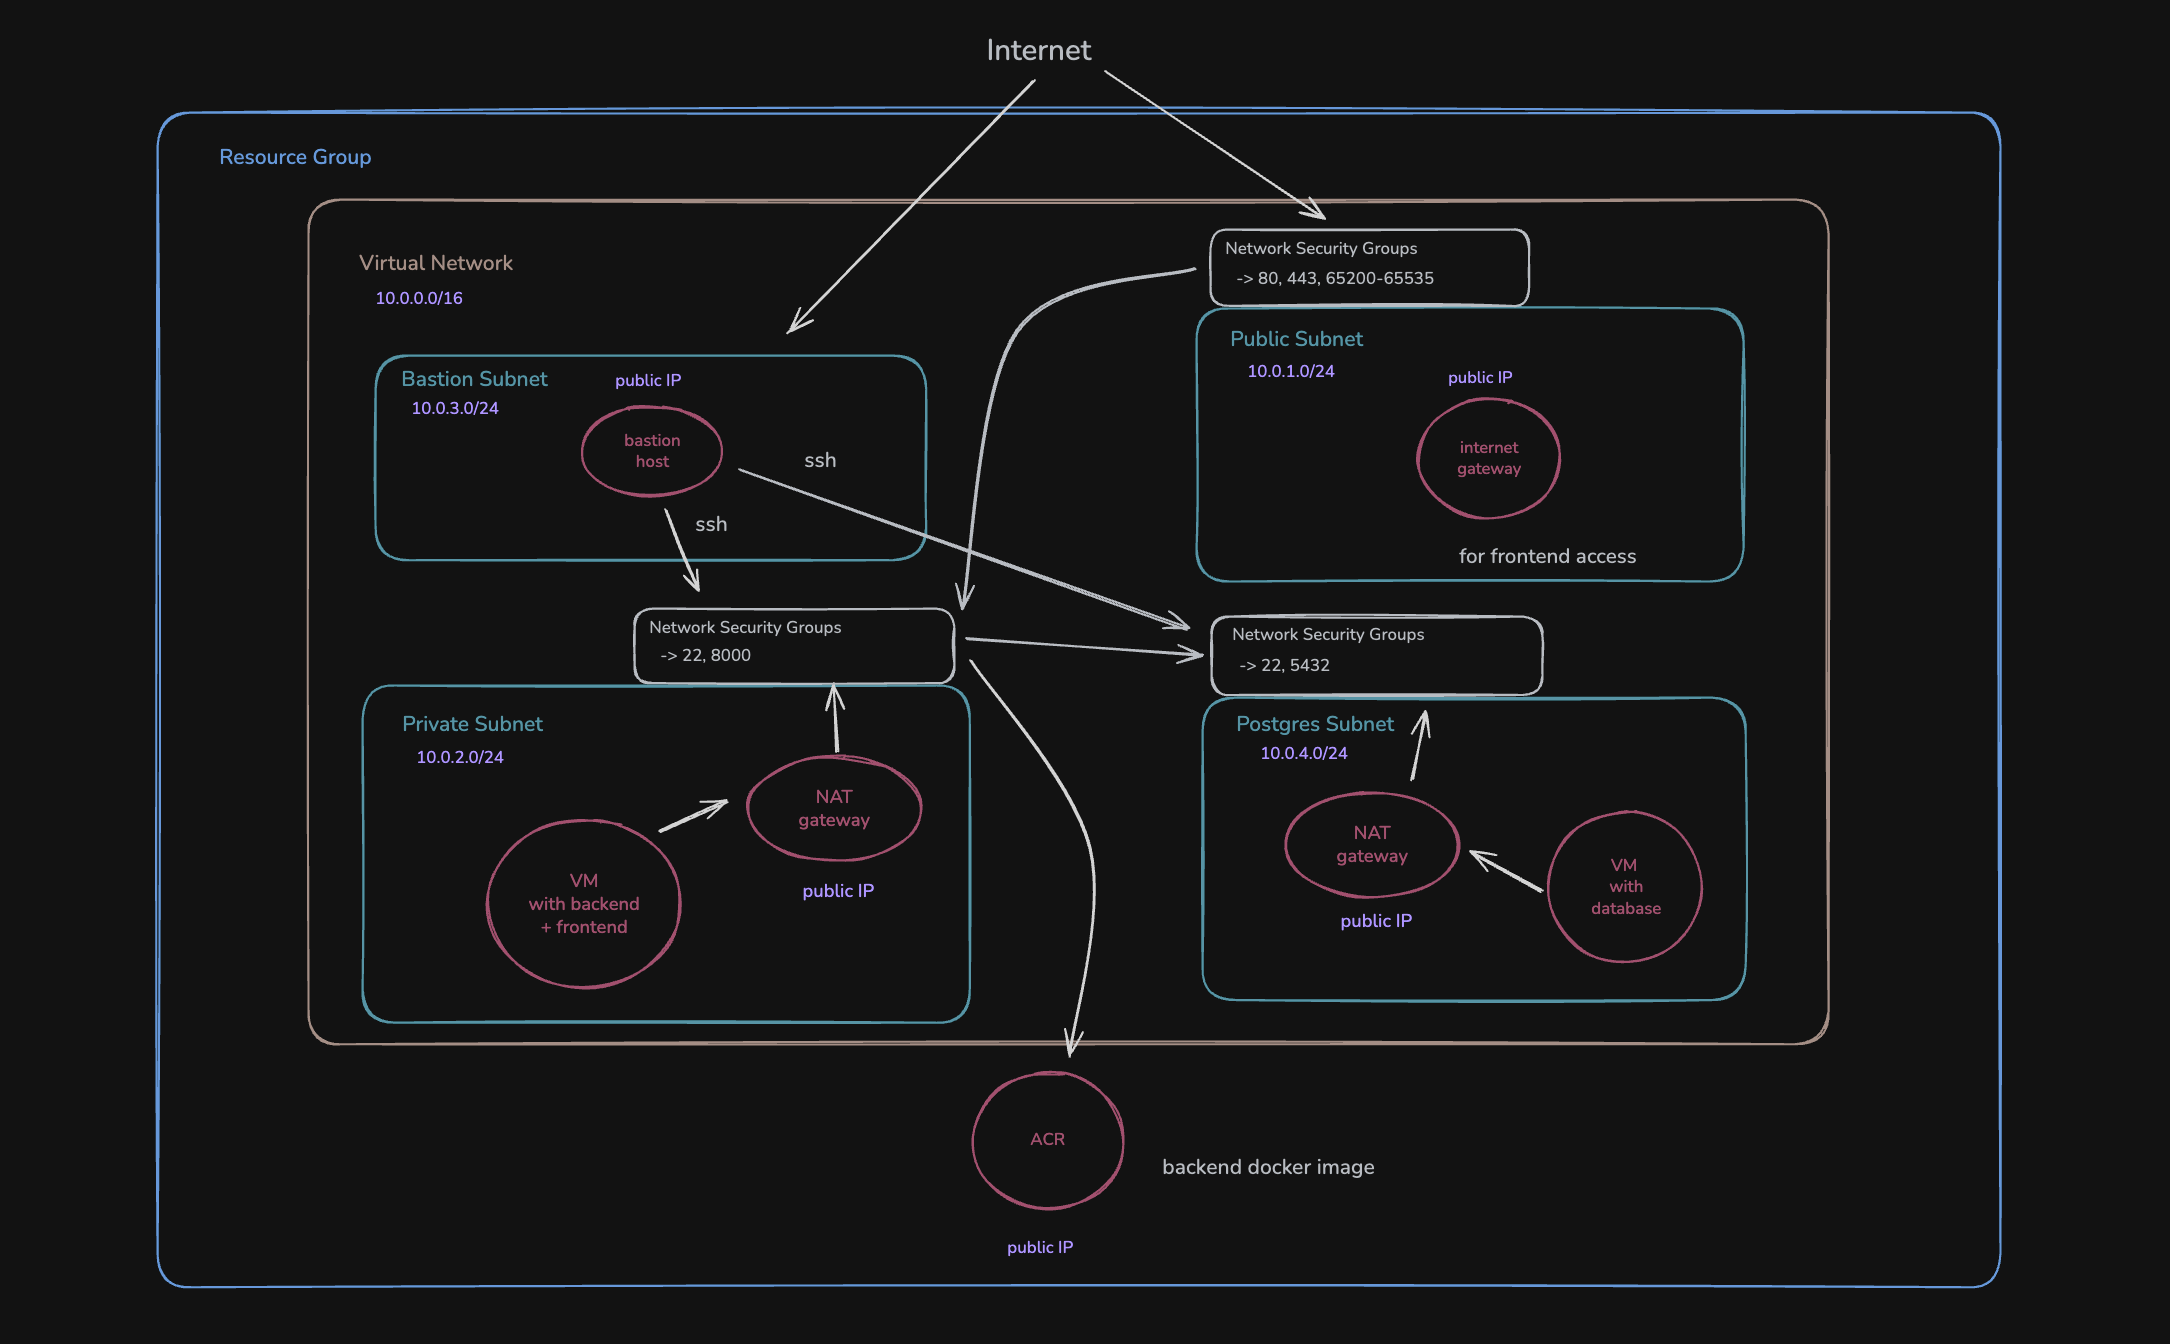 Internet
Resource Group
Virtual Network
10.0.0.0/16
Network Security Groups
-> 80, 443, 65200-65535
Public Subnet
10.0.1.0/24
public IP
internet
gateway
for frontend access
Bastion Subnet
10.0.3.0/24
public IP
bastion
host
ssh
ssh
Network Security Groups
-> 22, 8000
Network Security Groups
-> 22, 5432
Private Subnet
10.0.2.0/24
NAT
gateway
public IP
VM
with backend
+ frontend
Postgres Subnet
10.0.4.0/24
NAT
gateway
public IP
VM
with
database
ACR
backend docker image
public IP